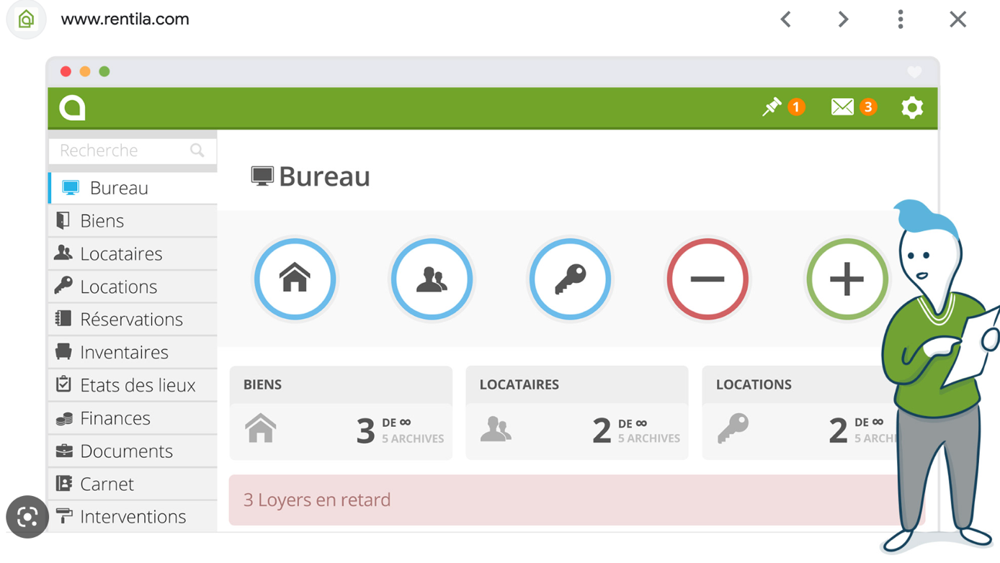 www.rentila.com
1
3
Recherche
Bureau
Biens
Locataires
Locations
Réservations
Inventaires
Etats des lieux
Finances
Documents
Carnet
Interventions
Bureau
BIENS
3 DE ∞
5 ARCHIVES
LOCATAIRES
2 DE ∞
5 ARCHIVES
LOCATIONS
2 DE ∞
5 ARCHI
3 Loyers en retard